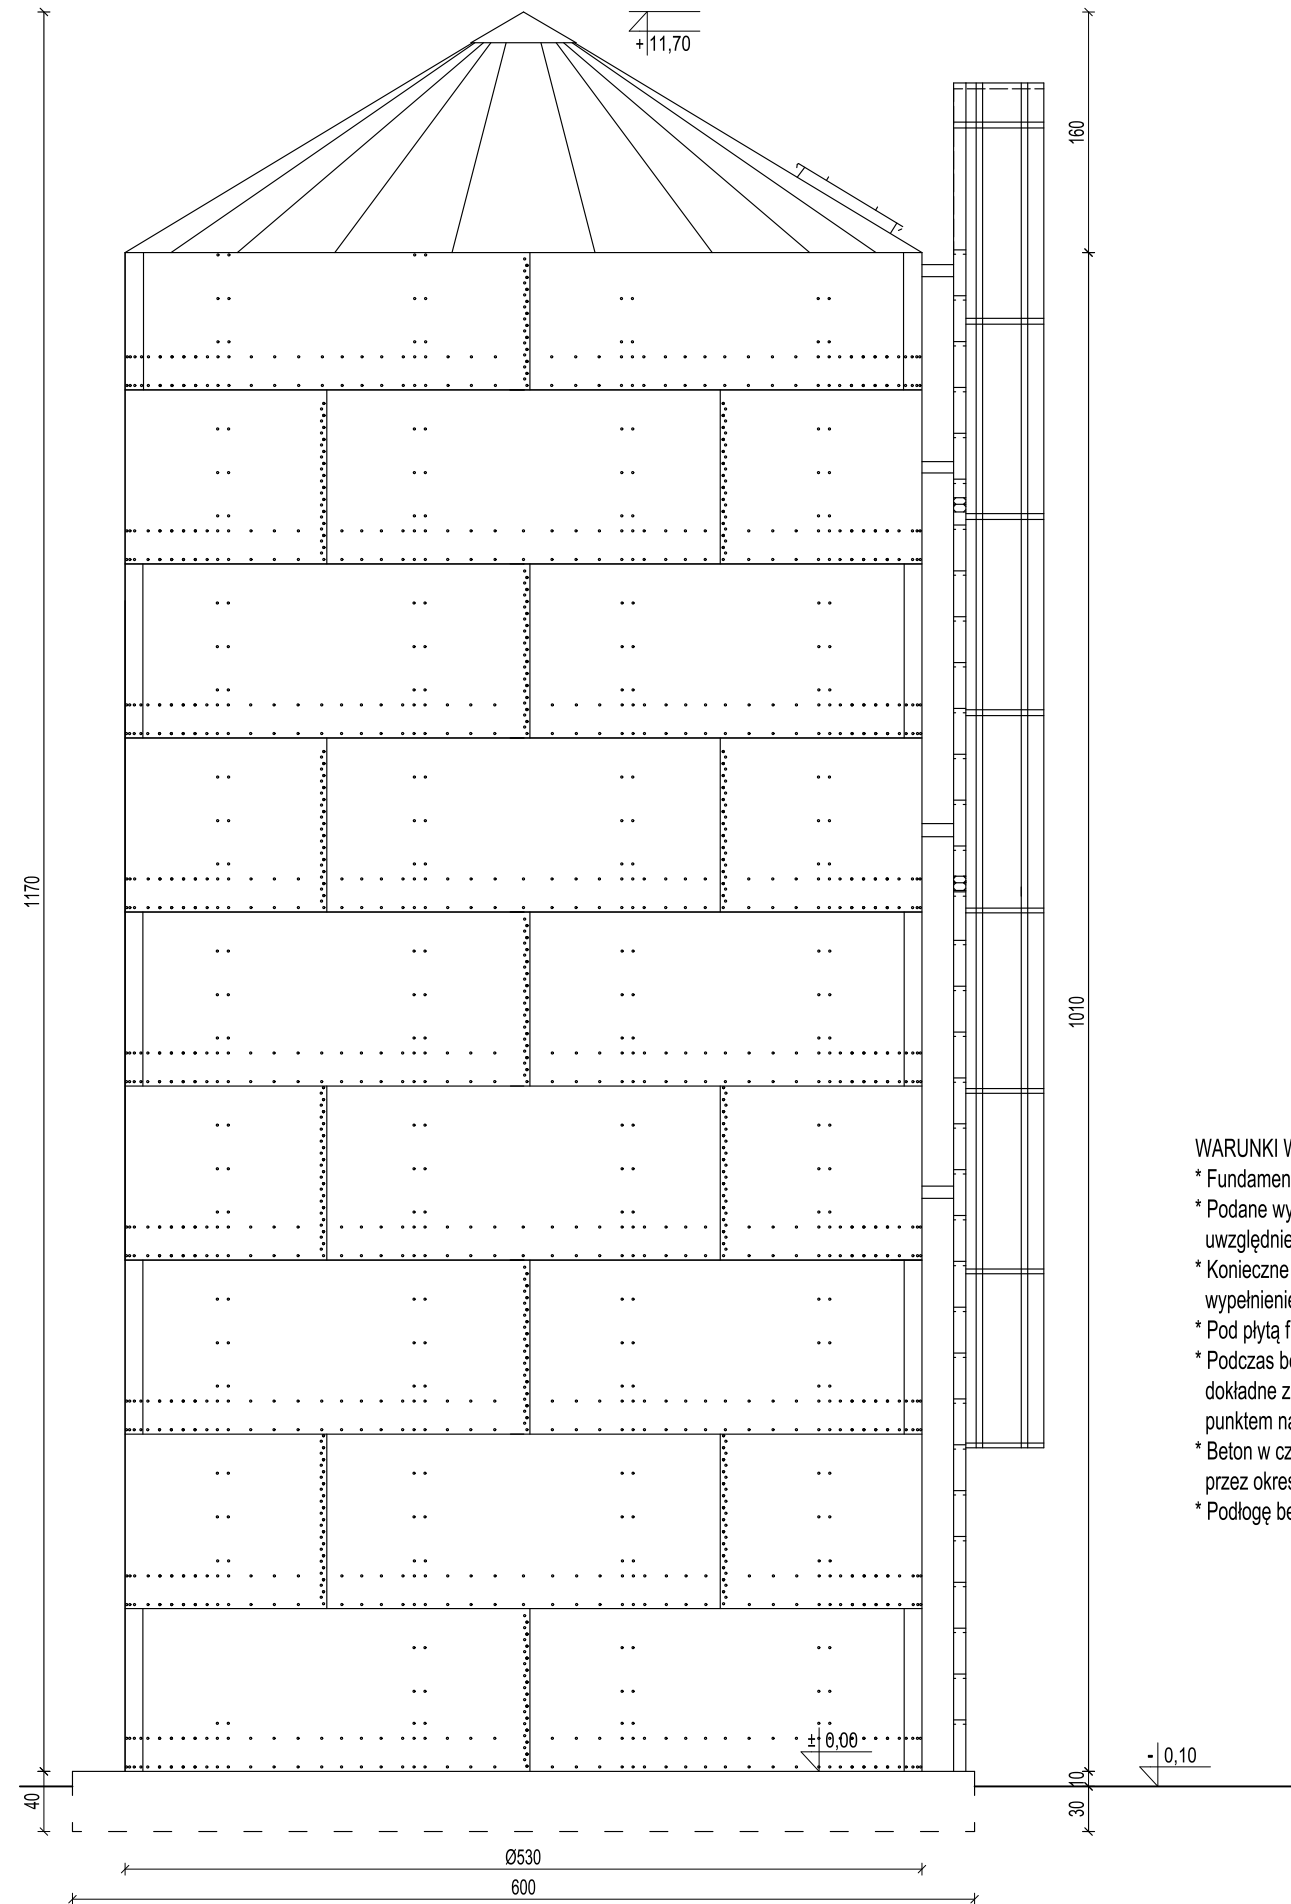 + 11,70
160
1170
1010
WARUNKI
* Fundamen
* Podane wy
uwzględnie
* Konieczne
wypełnienie
* Pod płytą f
* Podczas be
dokładne z
punktem na
* Beton w cz
przez okres
* Podłogę be
± 0,00
- 0,10
10
40
30
Ø530
600